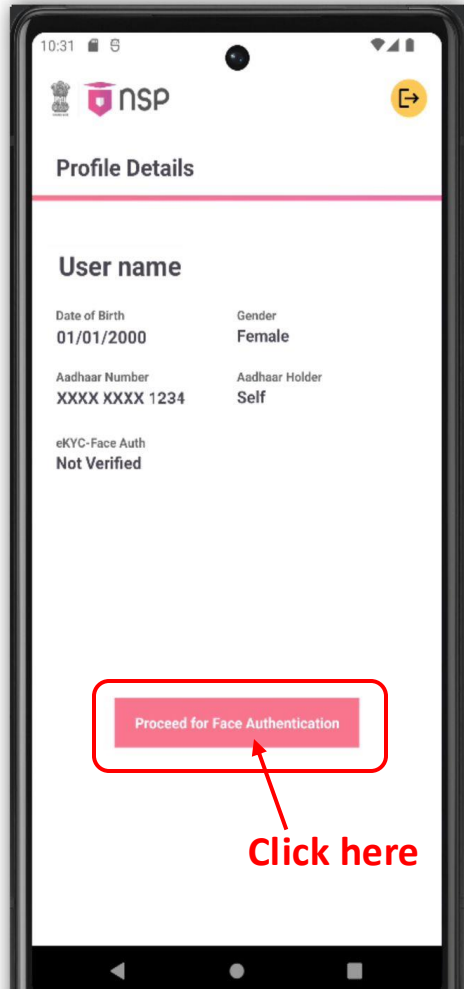 10:31
nsp
Profile Details
User name
Date of Birth Gender
01/01/2000 Female
Aadhaar Number Aadhaar Holder
XXXX XXXX 1234 Self
eKYC-Face Auth
Not Verified
Proceed for Face Authentication
Click here